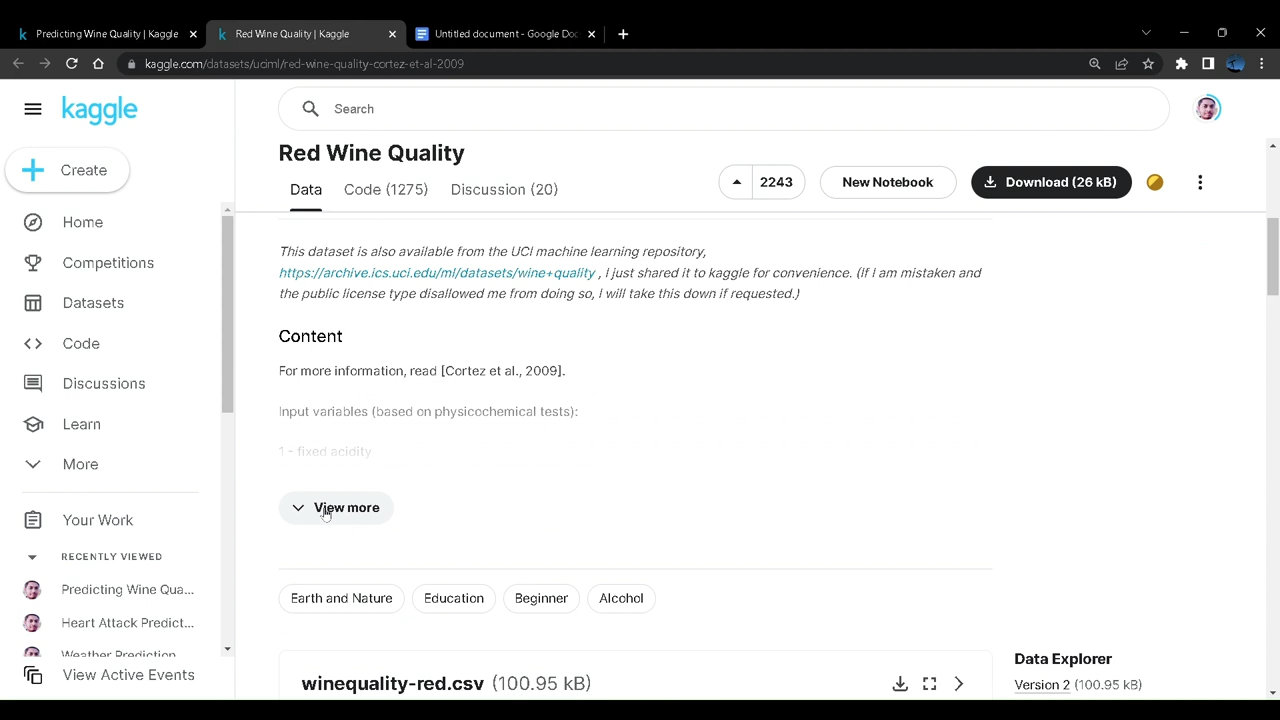 Predicting Wine Quality | Kaggle
Red Wine Quality | Kaggle
Untitled document - Google Doc
kaggle.com/datasets/uciml/red-wine-quality-cortez-et-al-2009
kaggle
Search
Create
Home
Competitions
Datasets
Code
Discussions
Learn
More
Your Work
RECENTLY VIEWED
Predicting Wine Qua...
Heart Attack Predict...
Weather Prediction
View Active Events
Red Wine Quality
Data Code (1275) Discussion (20)
2243 New Notebook Download (26 kB)
This dataset is also available from the UCI machine learning repository,
https://archive.ics.uci.edu/ml/datasets/wine+quality , I just shared it to kaggle for convenience. (If I am mistaken and
the public license type disallowed me from doing so, I will take this down if requested.)
Content
For more information, read [Cortez et al., 2009].
Input variables (based on physicochemical tests):
1 - fixed acidity
View more
Earth and Nature Education Beginner Alcohol
winequality-red.csv (100.95 kB)
Data Explorer
Version 2 (100.95 kB)